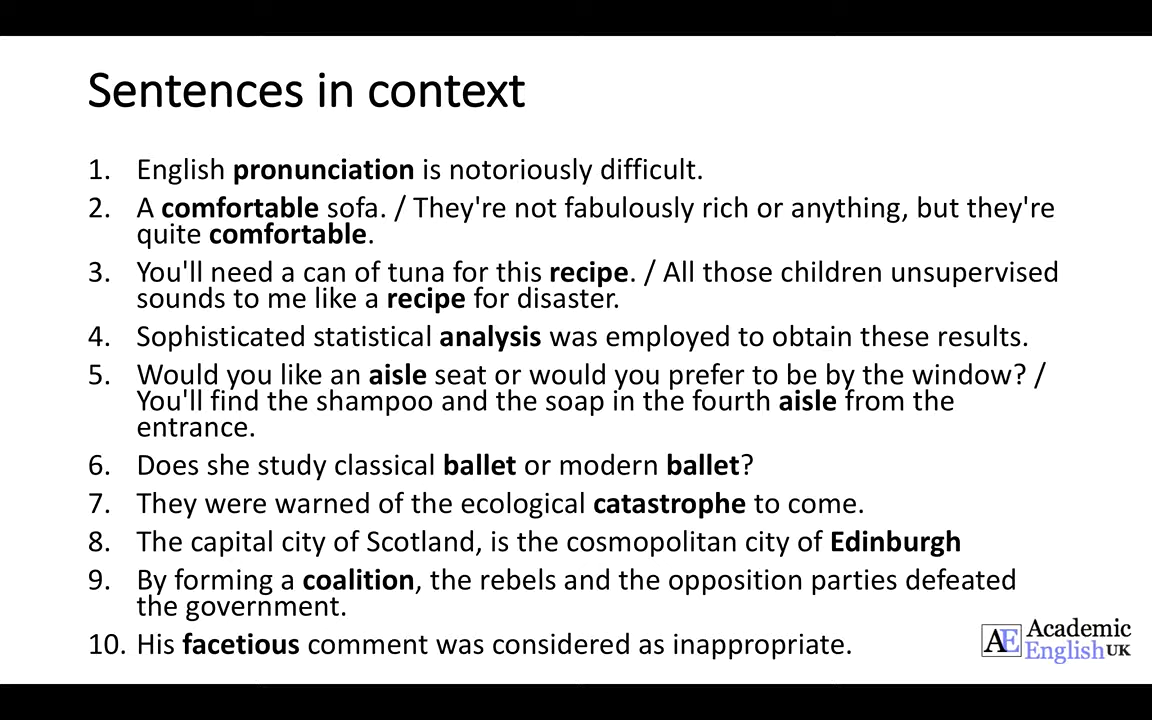 Sentences in context
1. English pronunciation is notoriously difficult.
2. A comfortable sofa. / They're not fabulously rich or anything, but they're
quite comfortable.
3. You'll need a can of tuna for this recipe. / All those children unsupervised
sounds to me like a recipe for disaster.
4. Sophisticated statistical analysis was employed to obtain these results.
5. Would you like an aisle seat or would you prefer to be by the window? /
You'll find the shampoo and the soap in the fourth aisle from the
entrance.
6. Does she study classical ballet or modern ballet?
7. They were warned of the ecological catastrophe to come.
8. The capital city of Scotland, is the cosmopolitan city of Edinburgh
9. By forming a coalition, the rebels and the opposition parties defeated
the government.
10. His facetious comment was considered as inappropriate.
AE Academic
English UK